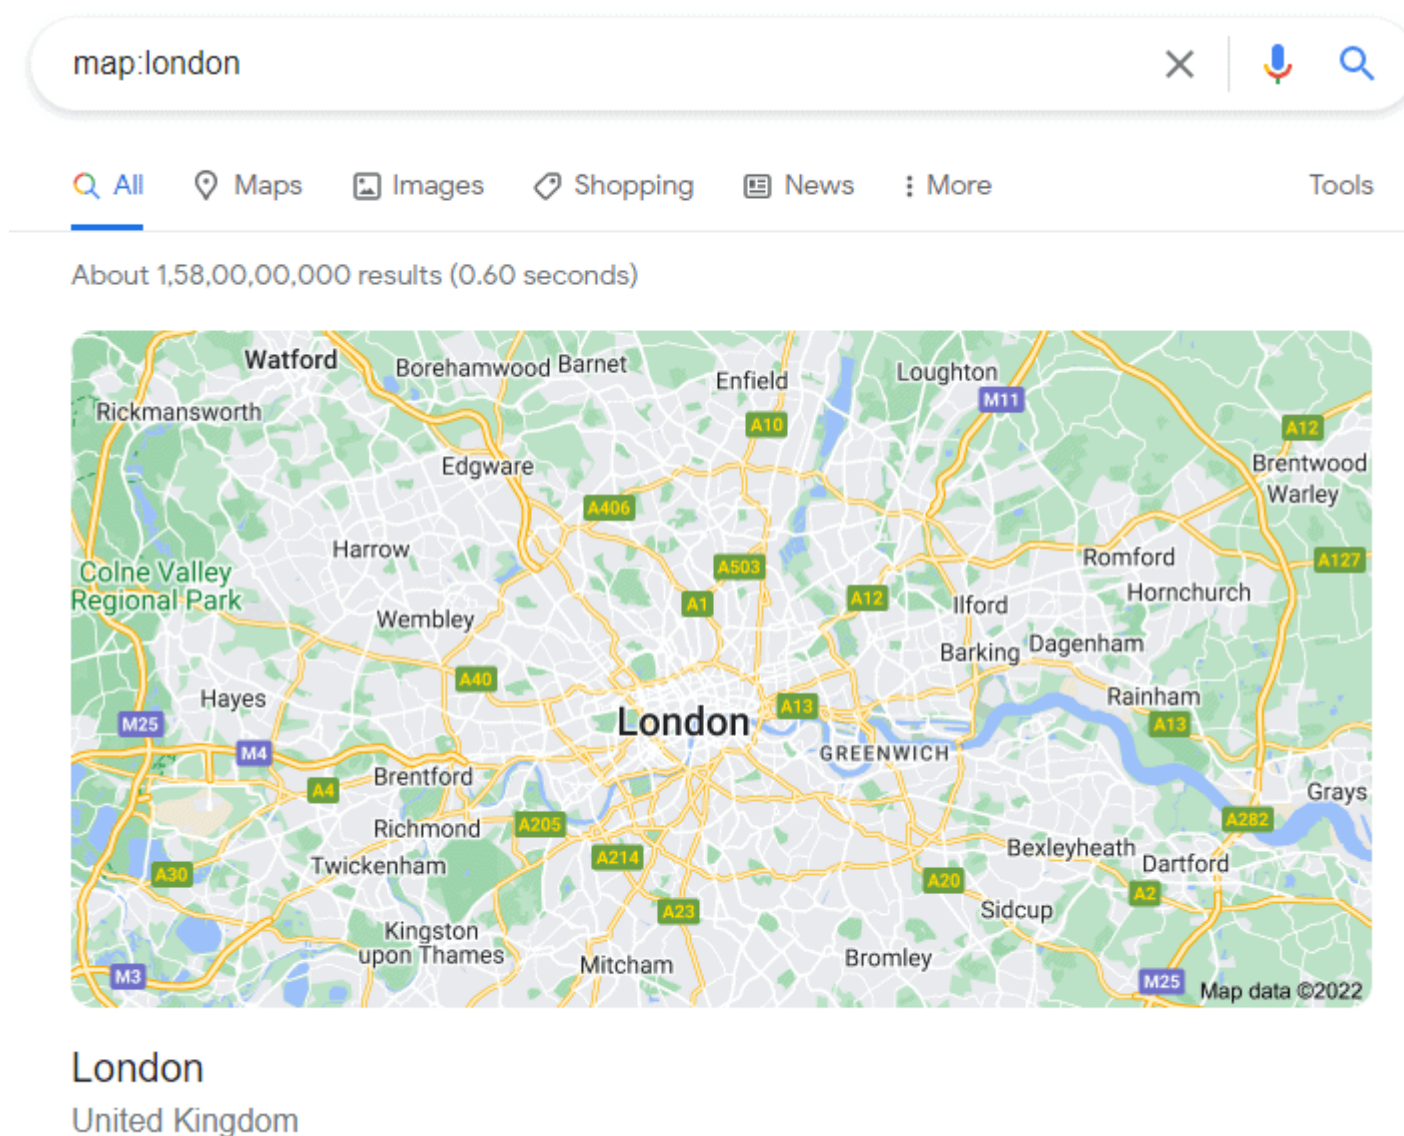 map:london
All Maps Images Shopping News More Tools
About 1,58,00,00,000 results (0.60 seconds)
Watford
Borehamwood
Barnet
Enfield
Loughton
M11
Rickmansworth
A10
A12
Edgware
Brentwood
Warley
A406
Harrow
Romford
A127
Colne Valley
Regional Park
A503
Hornchurch
A1
A12
Ilford
Wembley
Barking
Dagenham
A40
Hayes
Rainham
A13
London
M25
A13
M4
GREENWICH
Brentford
A4
Grays
Richmond
A205
A282
Bexleyheath
Twickenham
A214
Dartford
A30
A20
A2
A23
Sidcup
Kingston
upon Thames
Mitcham
Bromley
M3
M25
Map data ©2022
London
United Kingdom